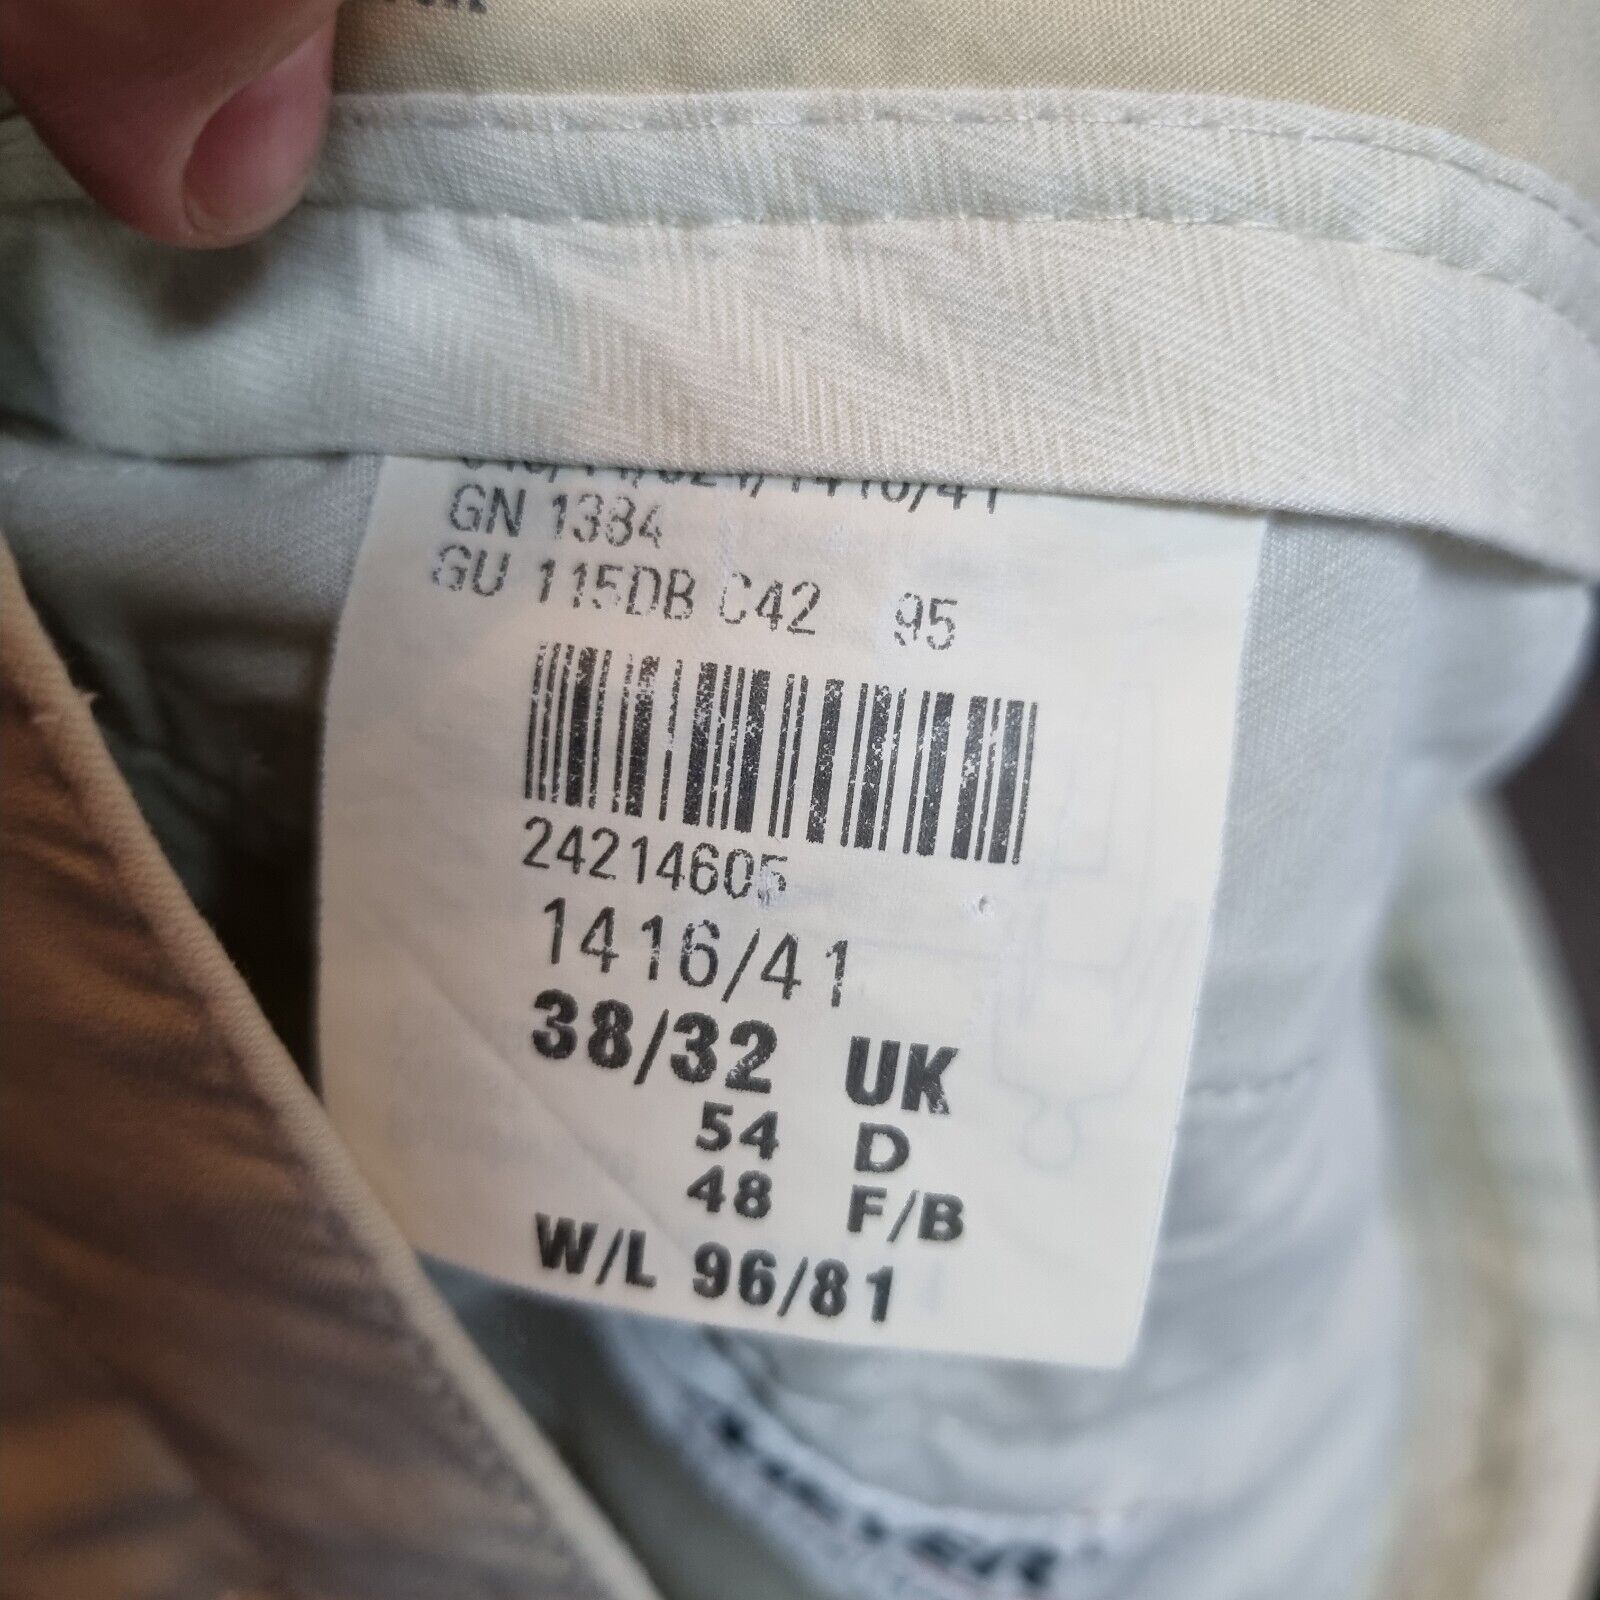 GN 1384
GU 115DB C42 95
24214605
1416/41
38/32 UK
54 D
48 F/B
W/L 96/81